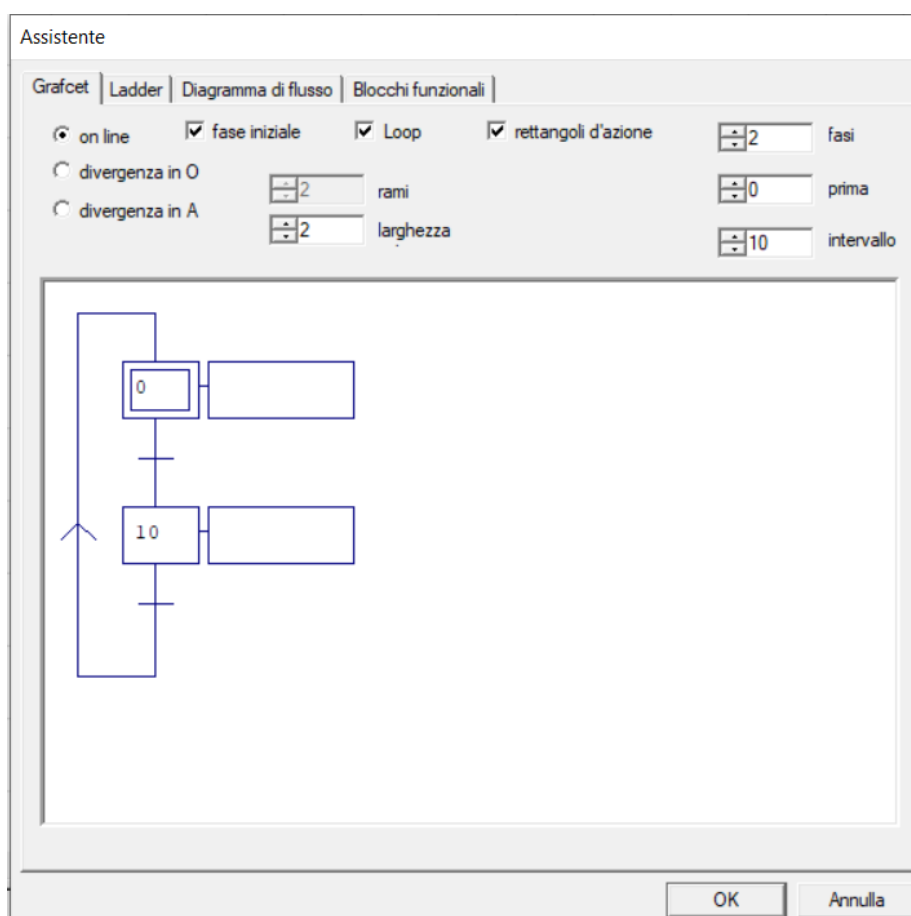 Assistente
Grafcet Ladder Diagramma di flusso Blocchi funzionali
on line fase iniziale Loop rettangoli d'azione 2 fasi
divergenza in O 2 rami 0 prima
divergenza in A 2 larghezza 10 intervallo
0
10
OK Annulla